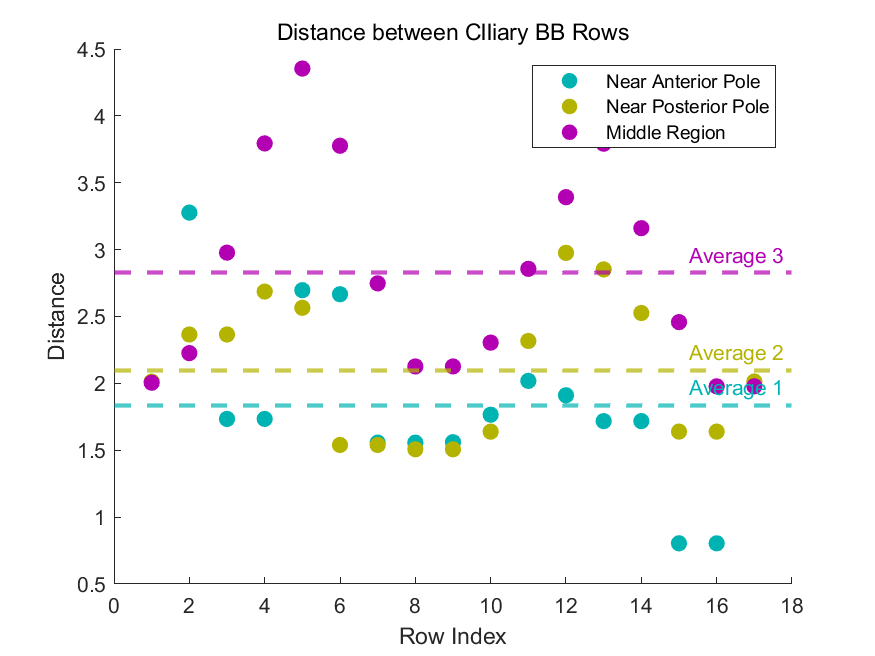 Distance between CIliary BB Rows
4.5
4
3.5
3
2.5
2
1.5
1
0.5
Distance
Near Anterior Pole
Near Posterior Pole
Middle Region
Average 3
Average 2
Average 1
0 2 4 6 8 10 12 14 16 18
Row Index